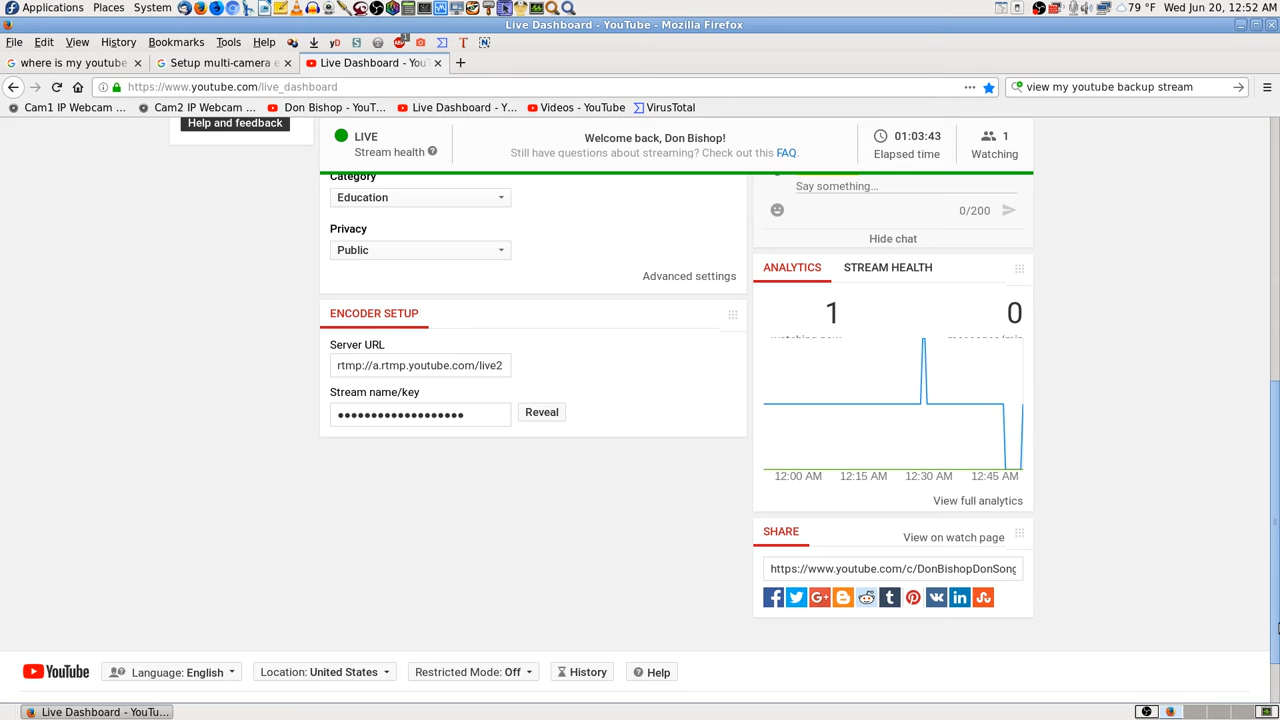 Applications Places System 79 °F Wed Jun 20, 12:52 AM
Live Dashboard - YouTube - Mozilla Firefox
File Edit View History Bookmarks Tools Help yD 1 S T N
where is my youtube Setup multi-camera e Live Dashboard - You
https://www.youtube.com/live_dashboard view my youtube backup stream
Cam1 IP Webcam ... Cam2 IP Webcam ... Don Bishop - YouT... Live Dashboard - Y... Videos - YouTube VirusTotal
Help and feedback
LIVE
Stream health
Welcome back, Don Bishop!
Still have questions about streaming? Check out this FAQ.
01:03:43
Elapsed time
1
Watching
Category
Education
Privacy
Public
Advanced settings
ENCODER SETUP
Server URL
rtmp://a.rtmp.youtube.com/live2
Stream name/key
●●●●●●●●●●●●●●●●●●● Reveal
Say something...
0/200
Hide chat
ANALYTICS STREAM HEALTH
1 0
watching now messages/min
12:00 AM 12:15 AM 12:30 AM 12:45 AM
View full analytics
SHARE View on watch page
https://www.youtube.com/c/DonBishopDonSong
YouTube Language: English Location: United States Restricted Mode: Off History Help
Live Dashboard - YouTu...